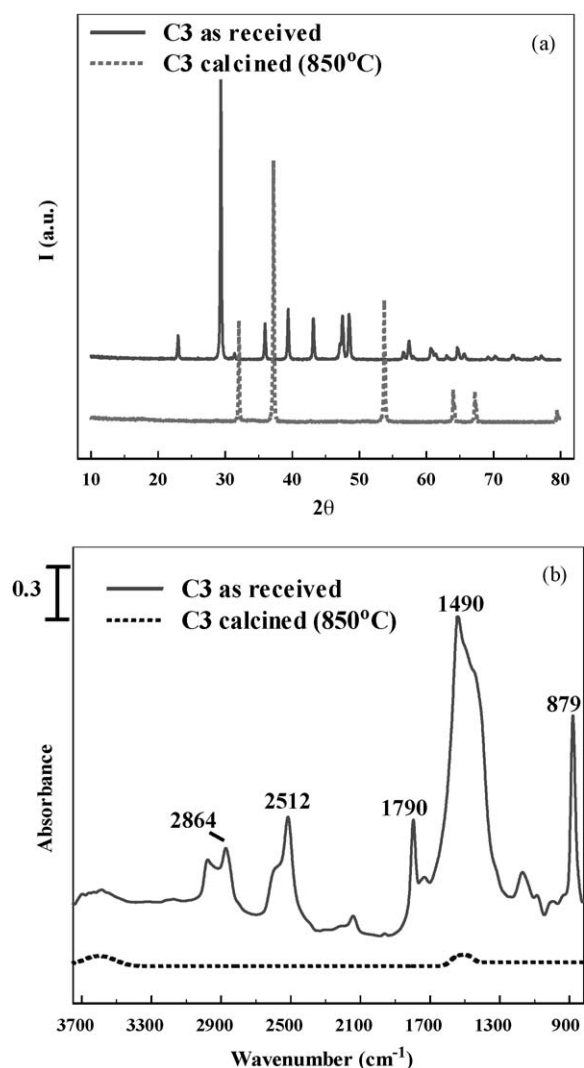 C3 as received
(a)
C3 calcined (850°C)
I (a.u.)
10 20 30 40 50 60 70 80
2θ
(b)
0.3
C3 as received
C3 calcined (850°C)
1490
879
2512
1790
2864
Absorbance
3700 3300 2900 2500 2100 1700 1300 900
Wavenumber (cm⁻¹)